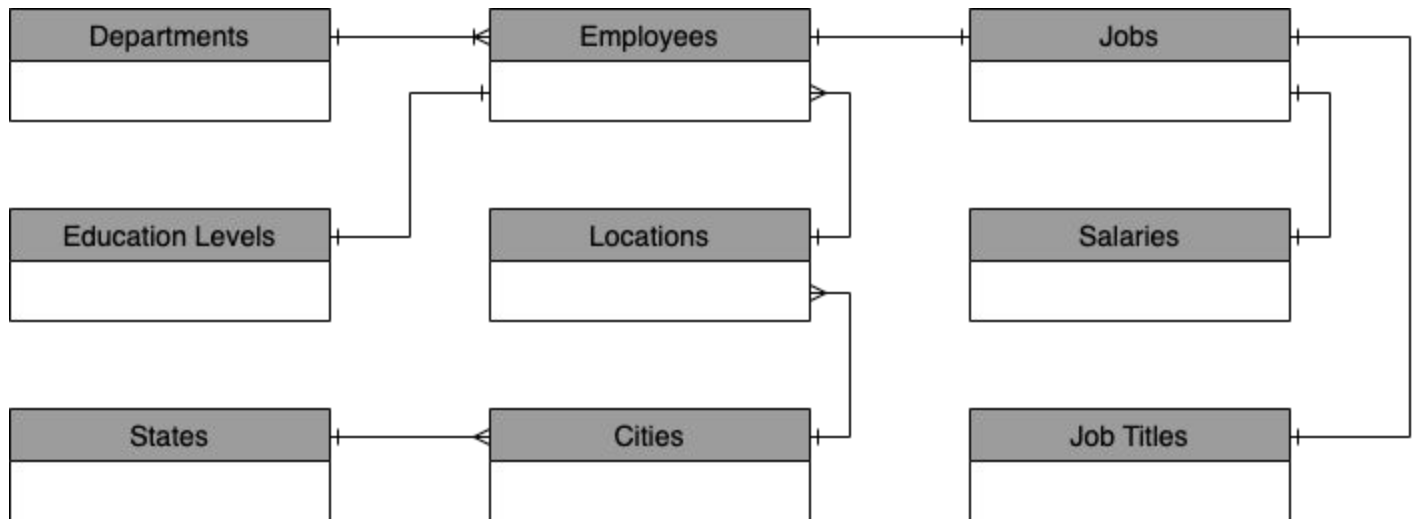 Departments
Employees
Jobs
Education Levels
Locations
Salaries
States
Cities
Job Titles